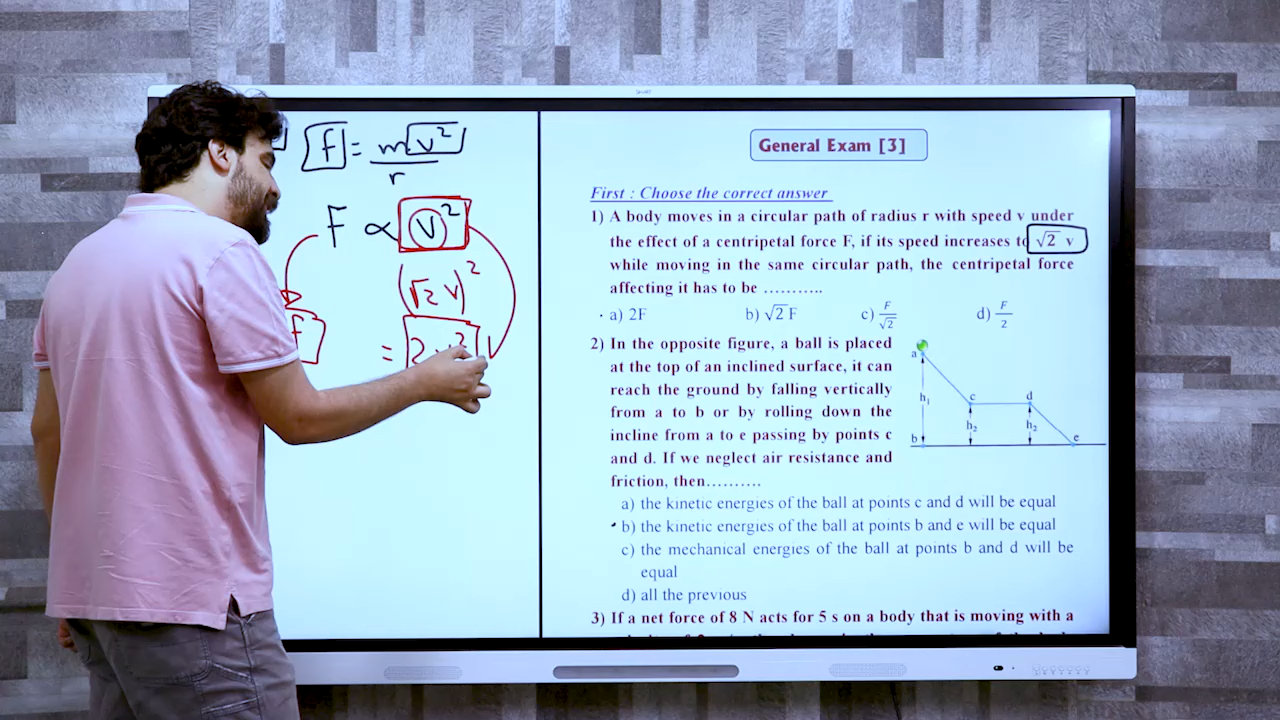 f = mv²
r
F ∝ v²
(√2 v)²
f
= 2
General Exam [3]
First : Choose the correct answer
1) A body moves in a circular path of radius r with speed v under
the effect of a centripetal force F, if its speed increases to √2 v
while moving in the same circular path, the centripetal force
affecting it has to be ...........
a) 2F b) √2 F c) F/√2 d) F/2
2) In the opposite figure, a ball is placed
at the top of an inclined surface, it can
reach the ground by falling vertically
from a to b or by rolling down the
incline from a to e passing by points c
and d. If we neglect air resistance and
friction, then..........
a
c d
h₁ h₂ h₂
b e
a) the kinetic energies of the ball at points c and d will be equal
b) the kinetic energies of the ball at points b and e will be equal
c) the mechanical energies of the ball at points b and d will be
equal
d) all the previous
3) If a net force of 8 N acts for 5 s on a body that is moving with a